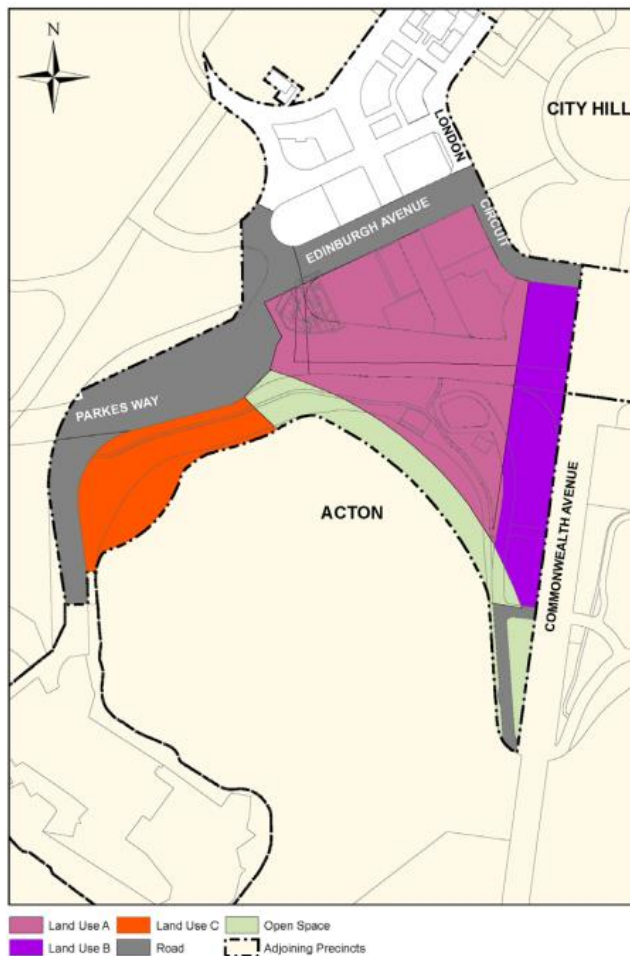 N
CITY HILL
LONDON
CIRCUIT
EDINBURGH AVENUE
PARKES WAY
ACTON
COMMONWEALTH AVENUE
Land Use A
Land Use C
Open Space
Land Use B
Road
Adjoining Precincts